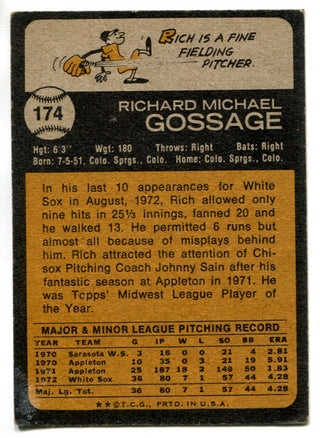 RICH IS A FINE
FIELDING
PITCHER.
174
RICHARD MICHAEL
GOSSAGE
Hgt: 6'3" Wgt: 180 Throws: Right Bats: Right
Born: 7-5-51, Colo. Sprgs., Colo. Home: Colo. Sprgs., Colo.
In his last 10 appearances for White
Sox in August, 1972, Rich allowed only
nine hits in 25⅓ innings, fanned 20 and
he walked 13. He permitted 6 runs but
almost all because of misplays behind
him. Rich attracted the attention of Chi-
sox Pitching Coach Johnny Sain after his
fantastic season at Appleton in 1971. He
was Topps' Midwest League Player of
the Year.
MAJOR & MINOR LEAGUE PITCHING RECORD
YEAR TEAM G IP W L SO BB ERA
1970 Sarasota W.S. 3 16 0 0 21 4 2.81
1970 Appleton 10 35 0 3 21 19 5.91
1971 Appleton 25 187 18 2 149 50 1.83
1972 White Sox 36 80 7 1 57 44 4.28
Maj. Lg. Tot. 36 80 7 1 57 44 4.28
**©T.C.G., PRTD. IN U.S.A.